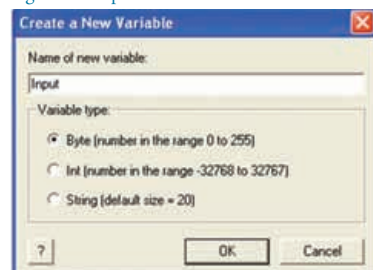 Create a New Variable
Name of new variable:
Input
Variable type:
Byte (number in the range 0 to 255)
Int (number in the range -32768 to 32767)
String (default size = 20)
?
OK
Cancel